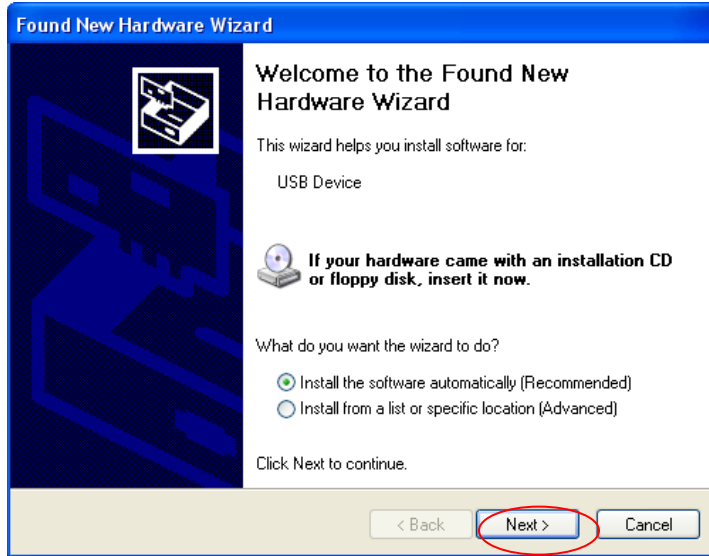 Found New Hardware Wizard
Welcome to the Found New
Hardware Wizard
This wizard helps you install software for:
USB Device
If your hardware came with an installation CD
or floppy disk, insert it now.
What do you want the wizard to do?
Install the software automatically (Recommended)
Install from a list or specific location (Advanced)
Click Next to continue.
< Back Next > Cancel